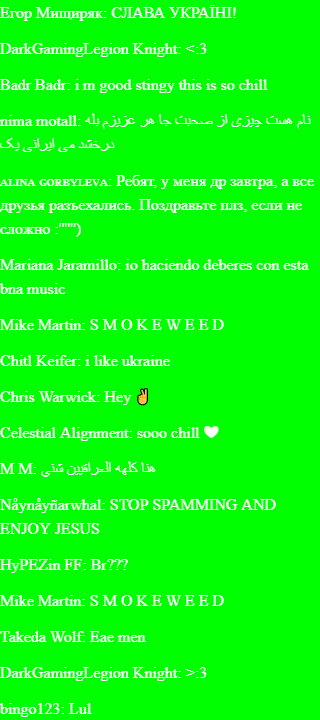 Егор Мищиряк: СЛАВА УКРАЇНІ!
DarkGamingLegion Knight: <:3
Badr Badr: i m good stingy this is so chill
nima motall: نام هست چیزی از صحبت جا هر عزیزم بله
درخشد می ایرانی یک
ᴀʟɪɴᴀ ɢᴏʀʙʏʟᴇᴠᴀ: Ребят, у меня др завтра, а все
друзья разъехались. Поздравьте плз, если не
сложно :""")
Mariana Jaramillo: io haciendo deberes con esta
bna music
Mike Martin: S M O K E W E E D
Chitl Keifer: i like ukraine
Chris Warwick: Hey ✌
Celestial Alignment: sooo chill ❤
M M: هنا كلهه العراقيين شني
Nåynåyñarwhal: STOP SPAMMING AND
ENJOY JESUS
HyPEZin FF: Br???
Mike Martin: S M O K E W E E D
Takeda Wolf: Eae men
DarkGamingLegion Knight: >:3
bingo123: Lul